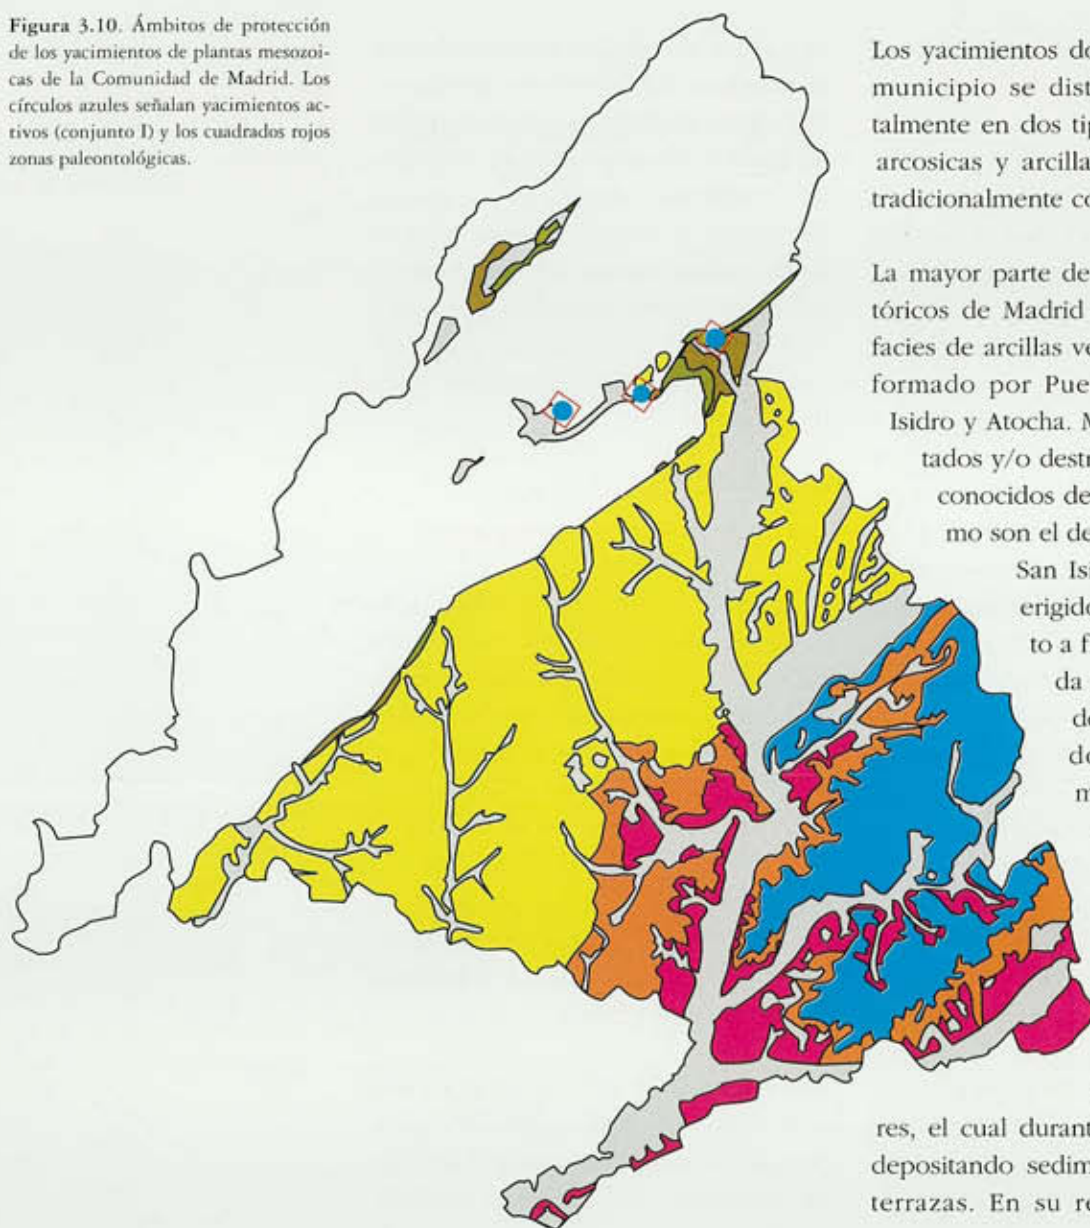 Figura 3.10. Ámbitos de protección
de los yacimientos de plantas mesozoi-
cas de la Comunidad de Madrid. Los
círculos azules señalan yacimientos ac-
tivos (conjunto I) y los cuadrados rojos
zonas paleontológicas.
Los yacimientos de
municipio se dist
talmente en dos tip
arcosicas y arcilla
tradicionalmente co
La mayor parte de
tóricos de Madrid
facies de arcillas ve
formado por Pue
Isidro y Atocha. M
tados y/o destr
conocidos de
mo son el de
San Isi
erigido
to a f
da
de
do
m
res, el cual durant
depositando sedim
terrazas. En su re